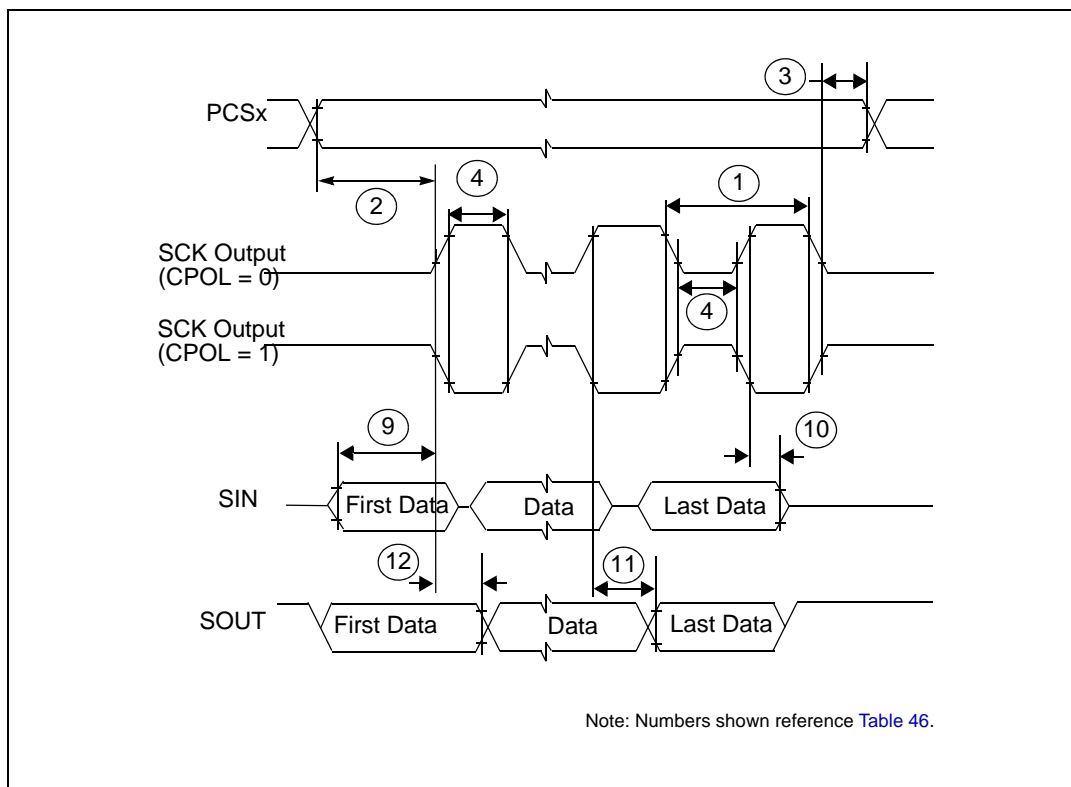 3
PCSx
1
2
4
SCK Output
(CPOL = 0)
4
SCK Output
(CPOL = 1)
9
10
SIN
First Data
Data
Last Data
12
11
SOUT
First Data
Data
Last Data
Note: Numbers shown reference Table 46.